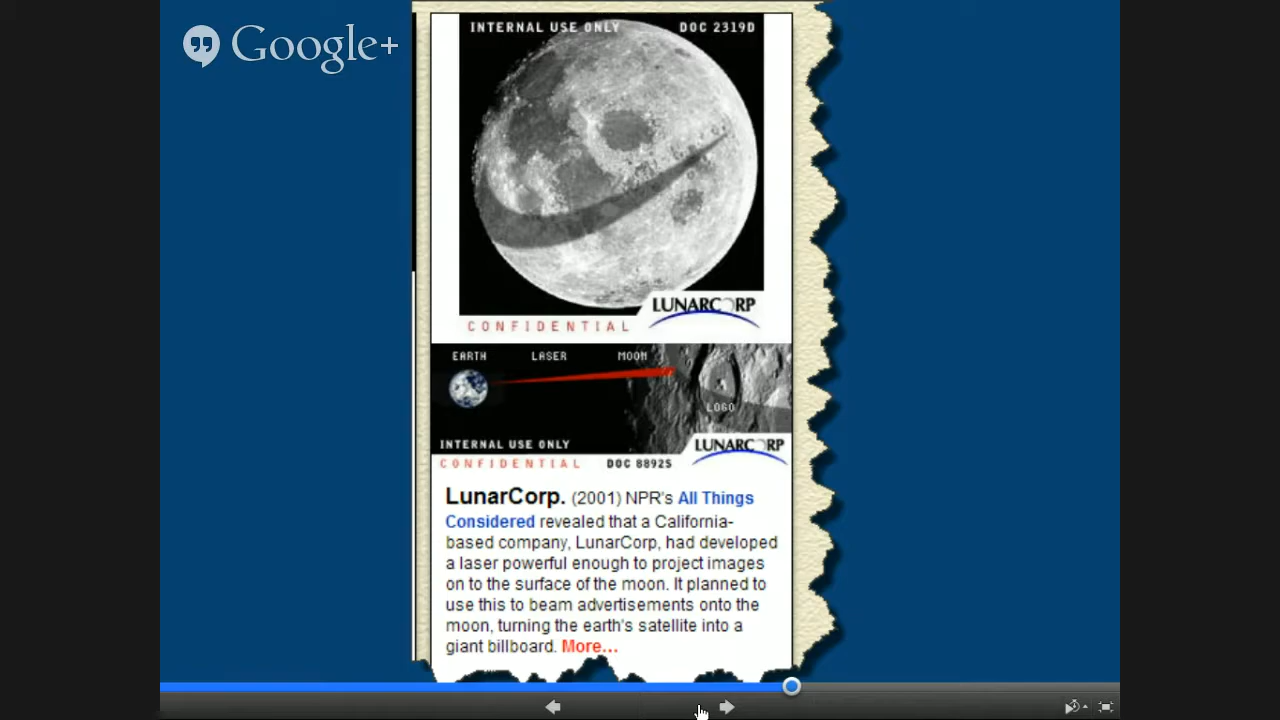 Google+
INTERNAL USE ONLY DOC 2319D
LUNARCORP
CONFIDENTIAL
EARTH LASER MOON
LOGO
INTERNAL USE ONLY
LUNARCORP
CONFIDENTIAL DOC 8892S
LunarCorp. (2001) NPR's All Things
Considered revealed that a California-
based company, LunarCorp, had developed
a laser powerful enough to project images
on to the surface of the moon. It planned to
use this to beam advertisements onto the
moon, turning the earth's satellite into a
giant billboard. More...